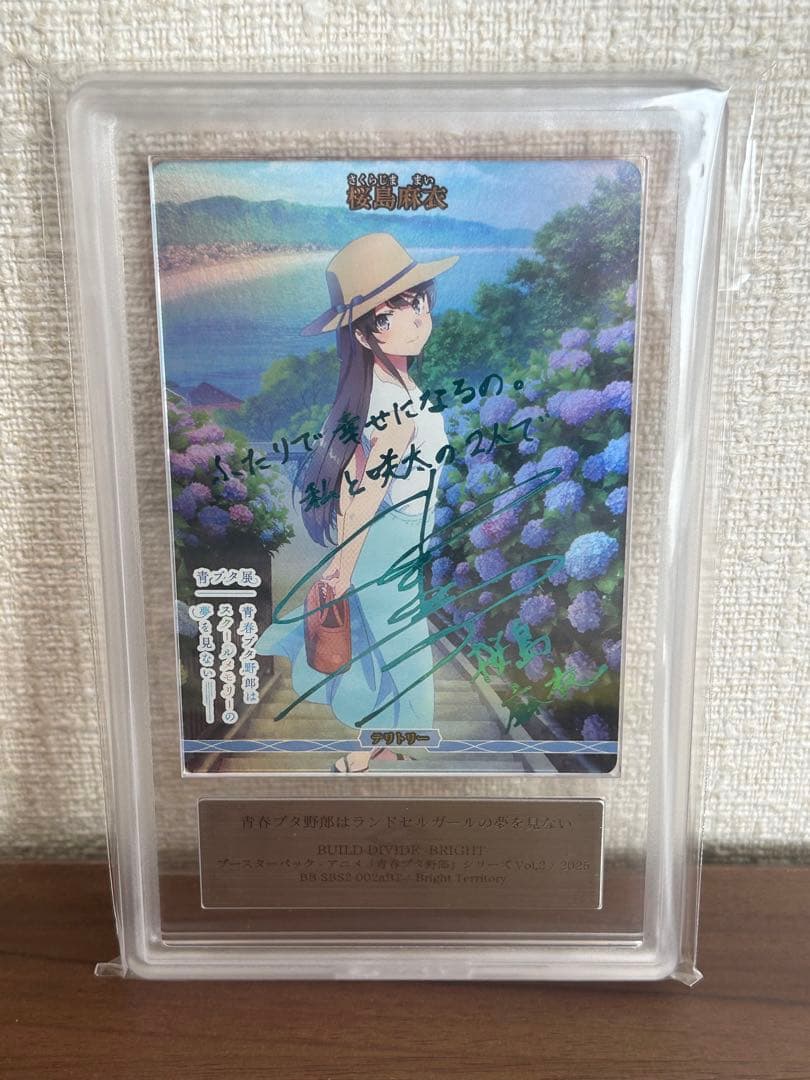 さくらじま まい
桜島麻衣
ふたりで幸せになるの。
私と咲太の2人で
桜島
麻衣
青ブタ展
青春ブタ野郎は
スクールメモリーの
夢を見ない
テリトリー
青春ブタ野郎はランドセルガールの夢を見ない
BUILD DIVIDE -BRIGHT-
ブースターパック - アニメ「青春ブタ野郎」シリーズ Vol.2 / 2025
BB-SBS2-002aBT / Bright Territory